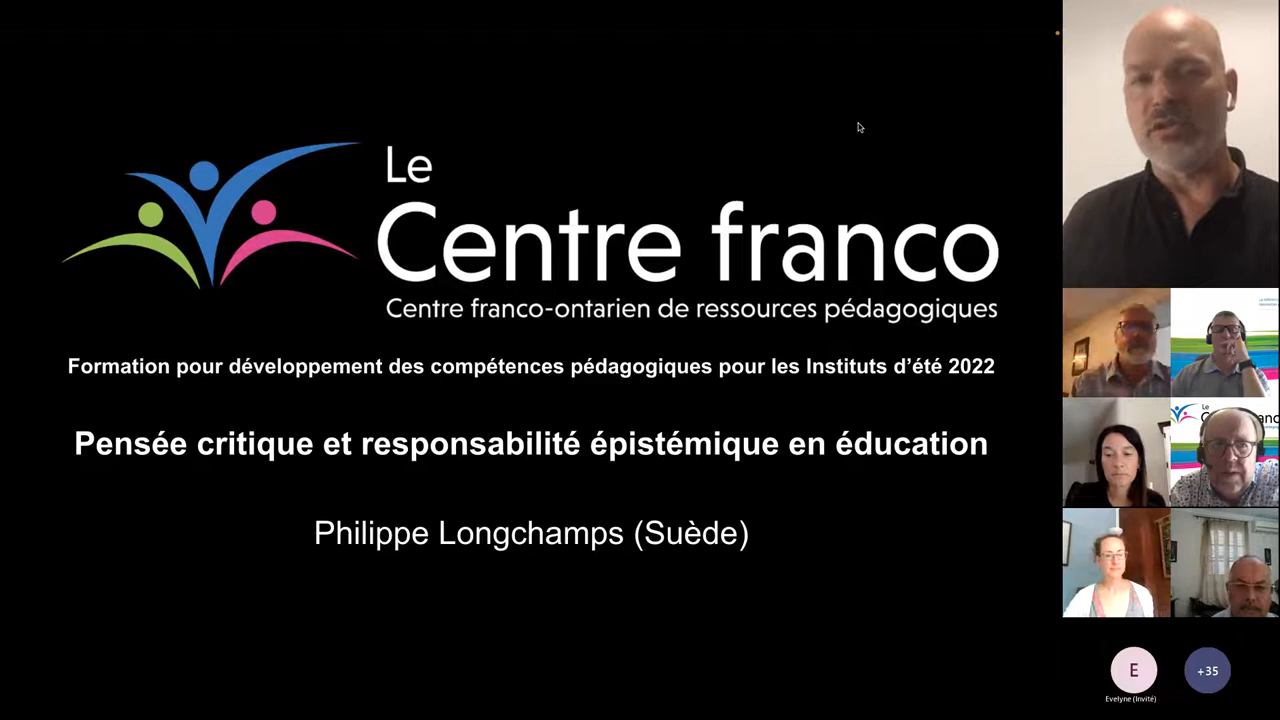 Le
Centre franco
Centre franco-ontarien de ressources pédagogiques
Formation pour développement des compétences pédagogiques pour les Instituts d'été 2022
Pensée critique et responsabilité épistémique en éducation
Philippe Longchamps (Suède)
Le
E
+35
Evelyne (Invité)